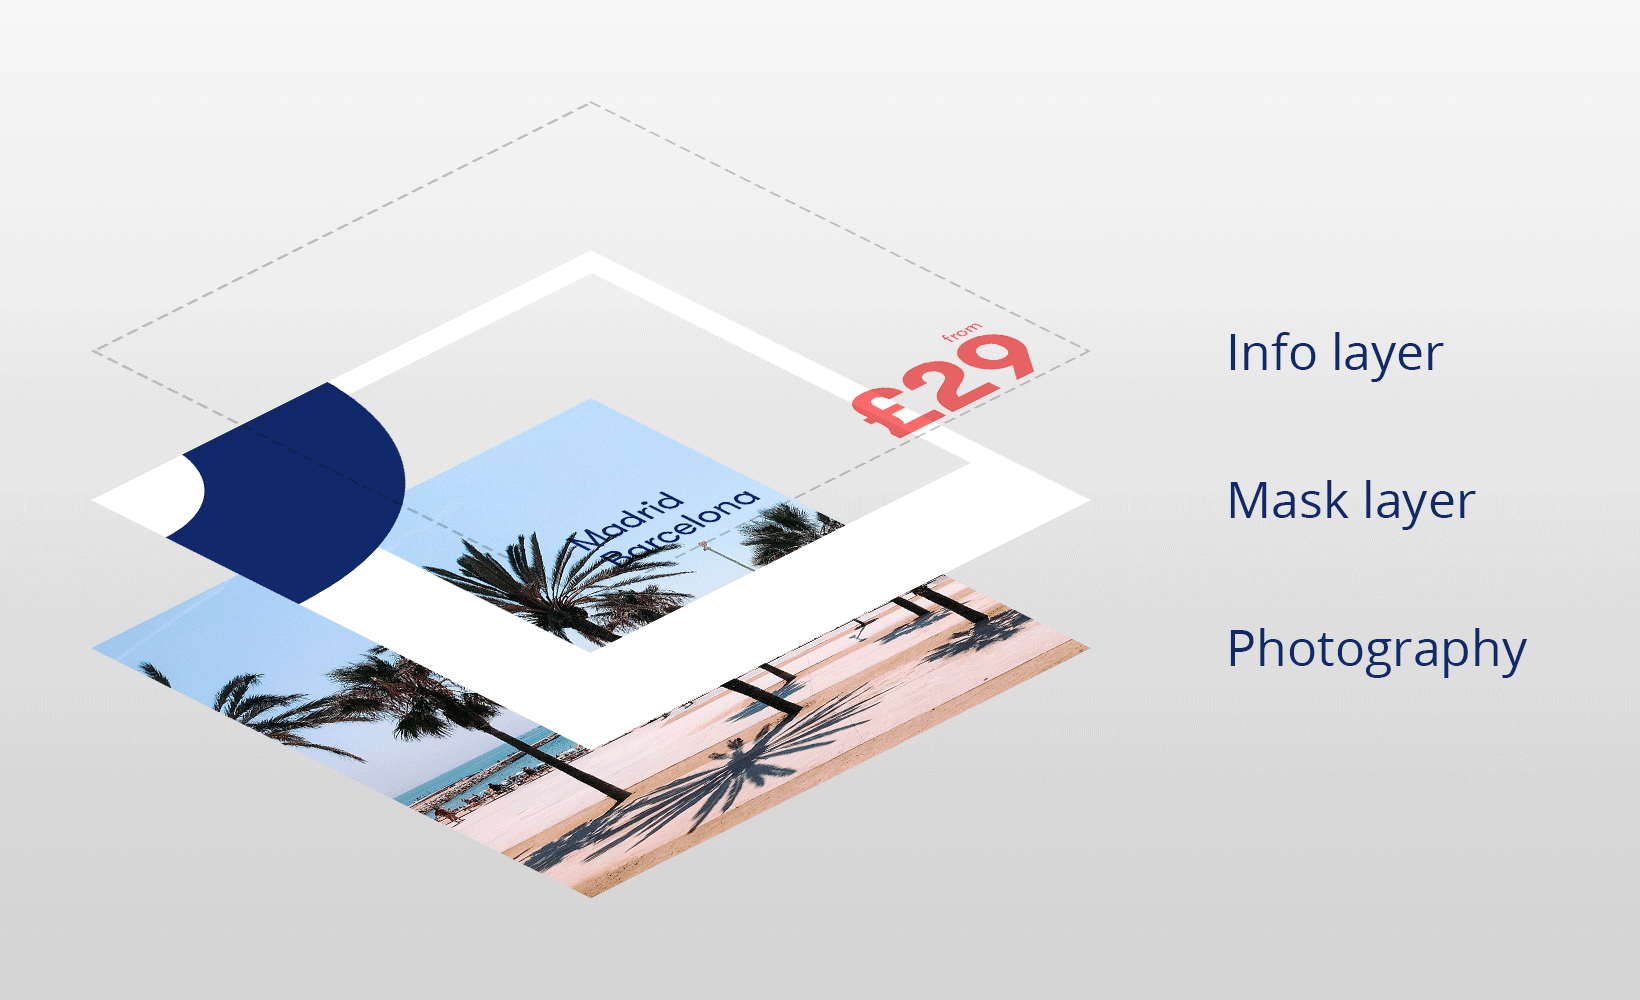 from
£29
Madrid
Barcelona
Info layer
Mask layer
Photography